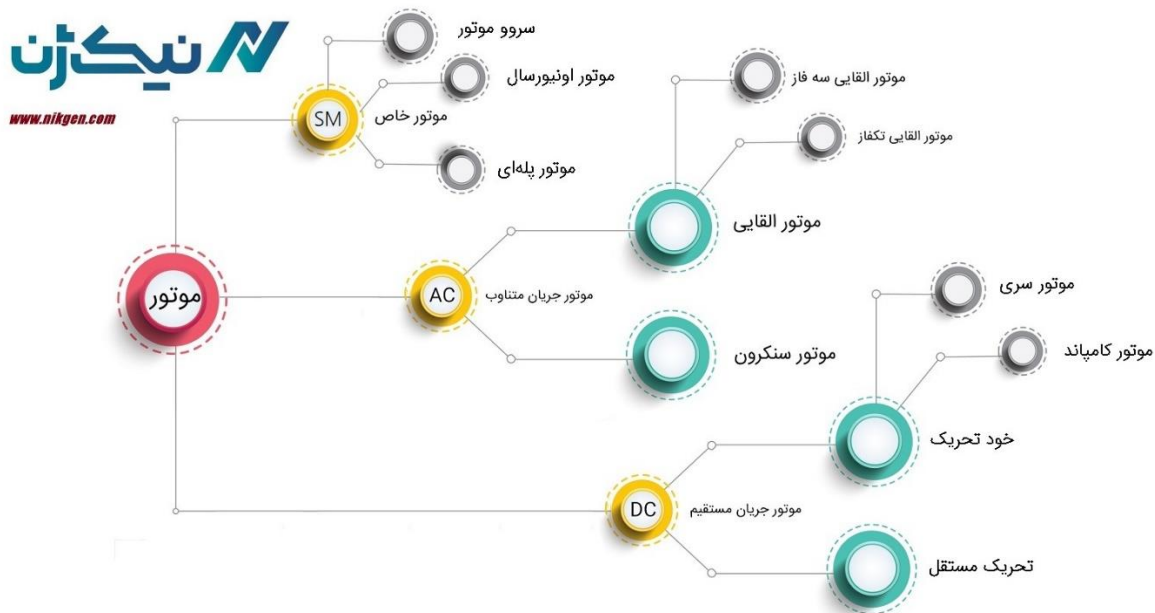 نیک ژن
www.nikgen.com
سروو موتور
موتور اونیورسال
SM
موتور خاص
موتور پله‌ای
موتور القایی سه فاز
موتور القایی تکفاز
موتور القایی
موتور
AC
موتور جریان متناوب
موتور سنکرون
موتور سری
موتور کامپاند
خود تحریک
DC
موتور جریان مستقیم
تحریک مستقل